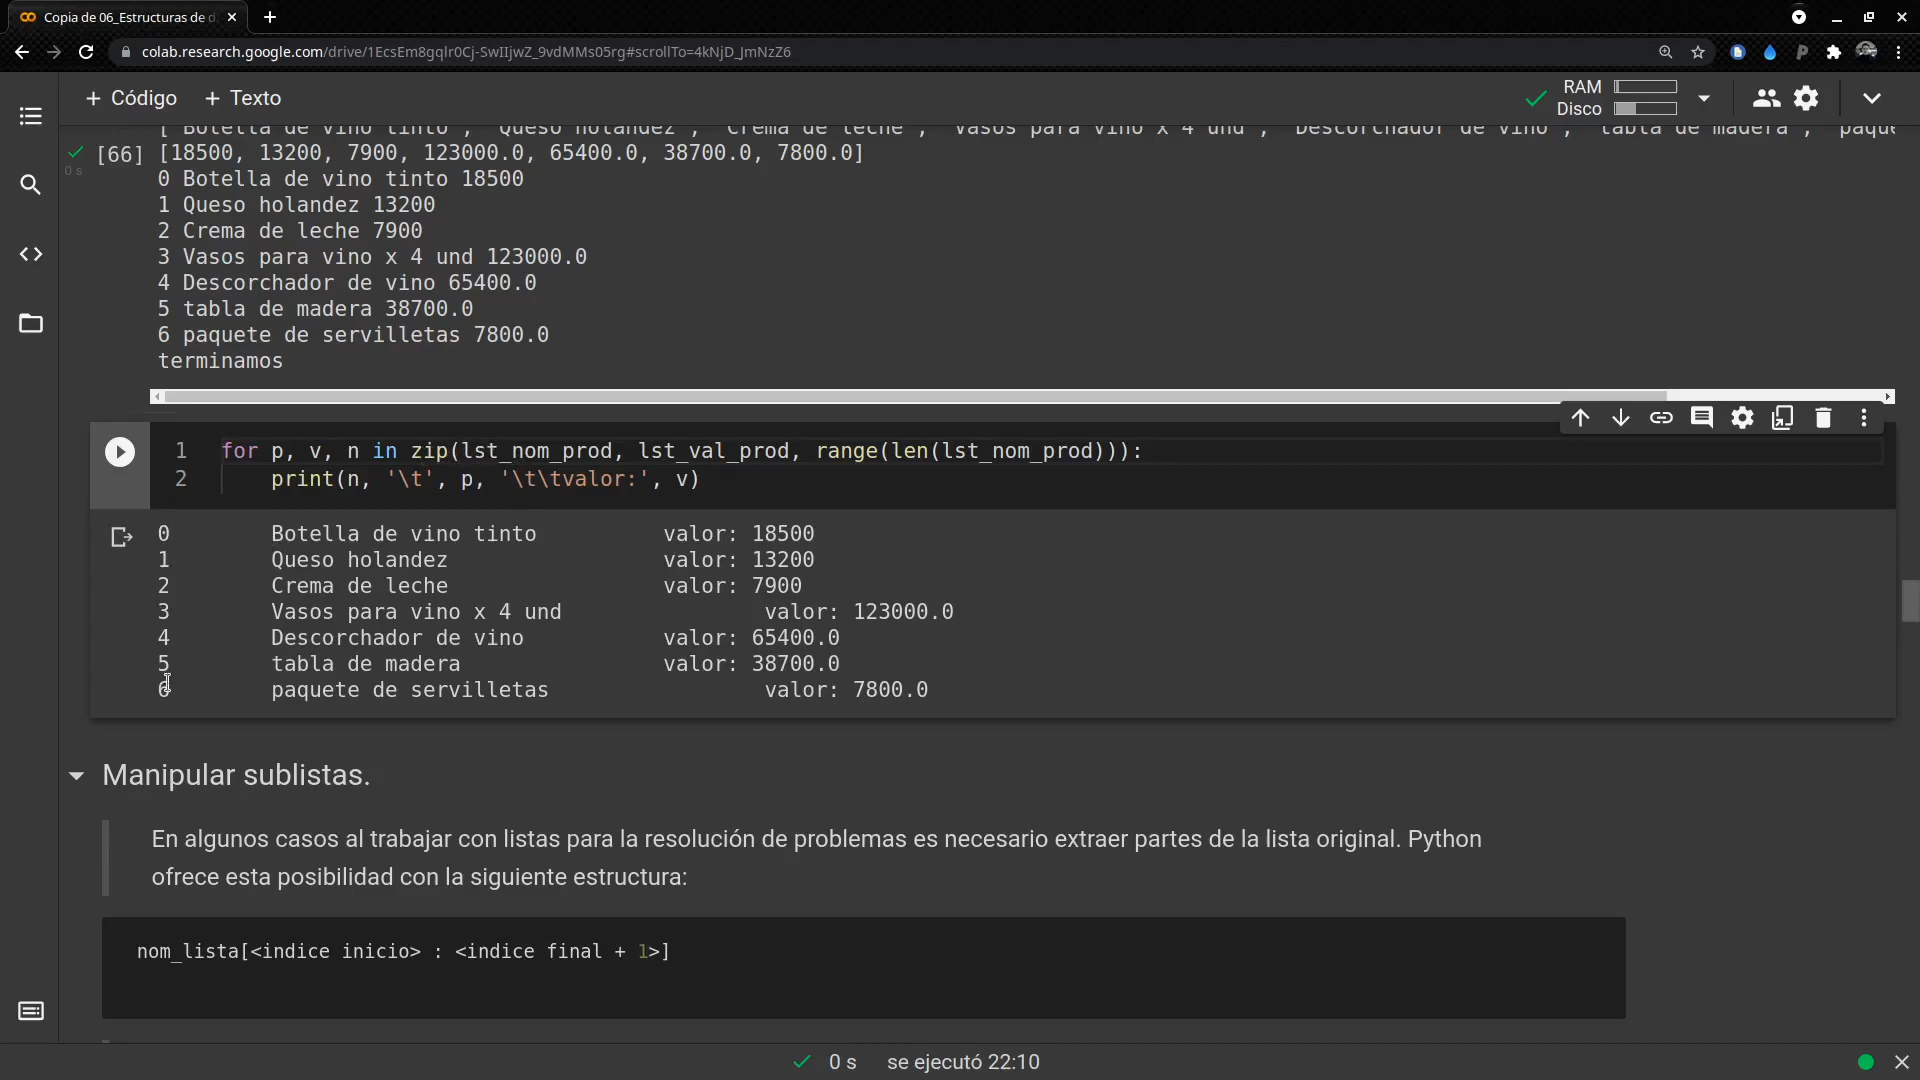 Copia de 06_Estructuras de d
colab.research.google.com/drive/1EcsEm8gqlr0Cj-SwIIjwZ_9vdMMs05rg#scrollTo=4kNjD_JmNzZ6
+ Código + Texto
RAM
Disco
['Botella de vino tinto', 'Queso holandez', 'Crema de leche', 'Vasos para vino x 4 und', 'Descorchador de vino', 'tabla de madera', 'paque
[66] [18500, 13200, 7900, 123000.0, 65400.0, 38700.0, 7800.0]
0 s
0 Botella de vino tinto 18500
1 Queso holandez 13200
2 Crema de leche 7900
3 Vasos para vino x 4 und 123000.0
4 Descorchador de vino 65400.0
5 tabla de madera 38700.0
6 paquete de servilletas 7800.0
terminamos
1 for p, v, n in zip(lst_nom_prod, lst_val_prod, range(len(lst_nom_prod))):
2 print(n, '\t', p, '\t\tvalor:', v)
0 Botella de vino tinto valor: 18500
1 Queso holandez valor: 13200
2 Crema de leche valor: 7900
3 Vasos para vino x 4 und valor: 123000.0
4 Descorchador de vino valor: 65400.0
5 tabla de madera valor: 38700.0
6 paquete de servilletas valor: 7800.0
Manipular sublistas.
En algunos casos al trabajar con listas para la resolución de problemas es necesario extraer partes de la lista original. Python
ofrece esta posibilidad con la siguiente estructura:
nom_lista[<indice inicio> : <indice final + 1>]
0 s se ejecutó 22:10